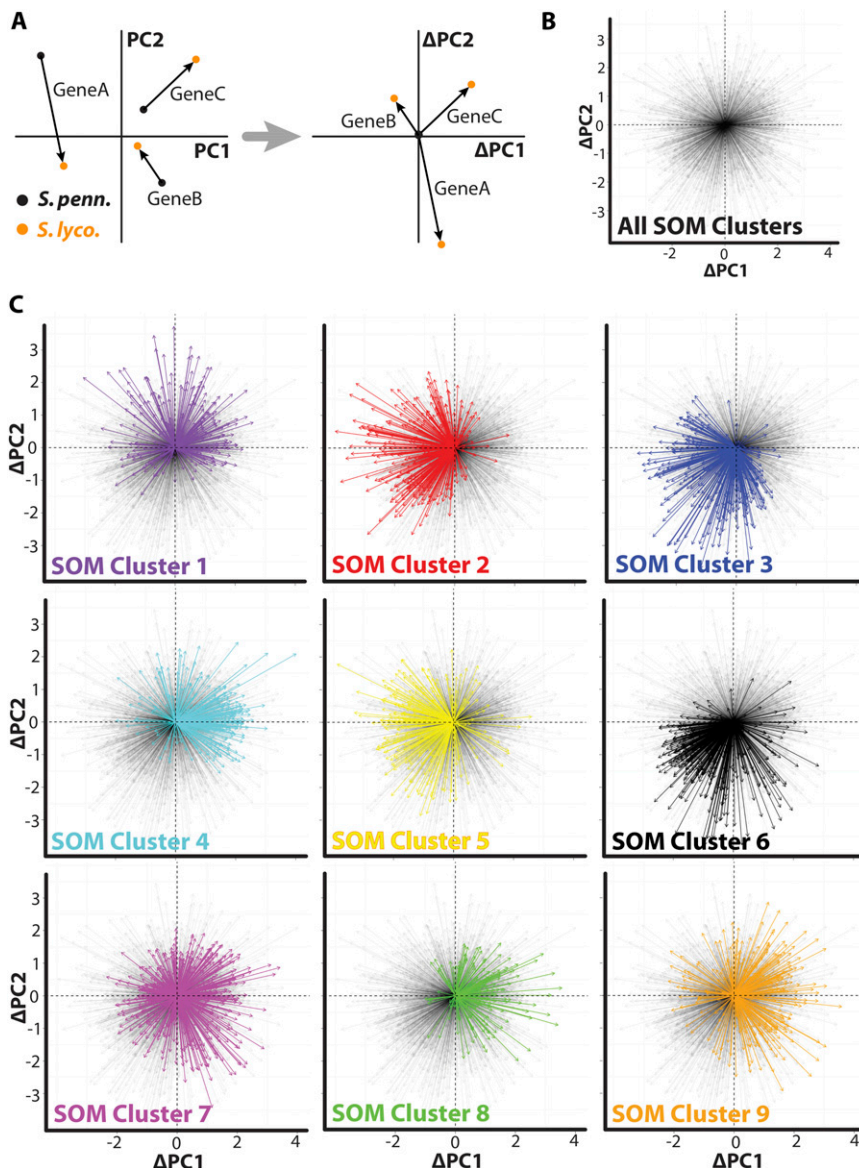 A
PC2
GeneA
GeneC
PC1
GeneB
S. penn.
S. lyco.
ΔPC2
GeneB
GeneC
ΔPC1
GeneA
B
3
2
1
0
-1
-2
-3
ΔPC2
All SOM Clusters
-2 0 2 4
ΔPC1
C
3
2
1
0
-1
-2
-3
ΔPC2
SOM Cluster 1
SOM Cluster 2
SOM Cluster 3
-2 0 2 4
3
2
1
0
-1
-2
-3
ΔPC2
SOM Cluster 4
SOM Cluster 5
SOM Cluster 6
3
2
1
0
-1
-2
-3
ΔPC2
SOM Cluster 7
SOM Cluster 8
SOM Cluster 9
-2 0 2 4
-2 0 2 4
-2 0 2 4
ΔPC1
ΔPC1
ΔPC1